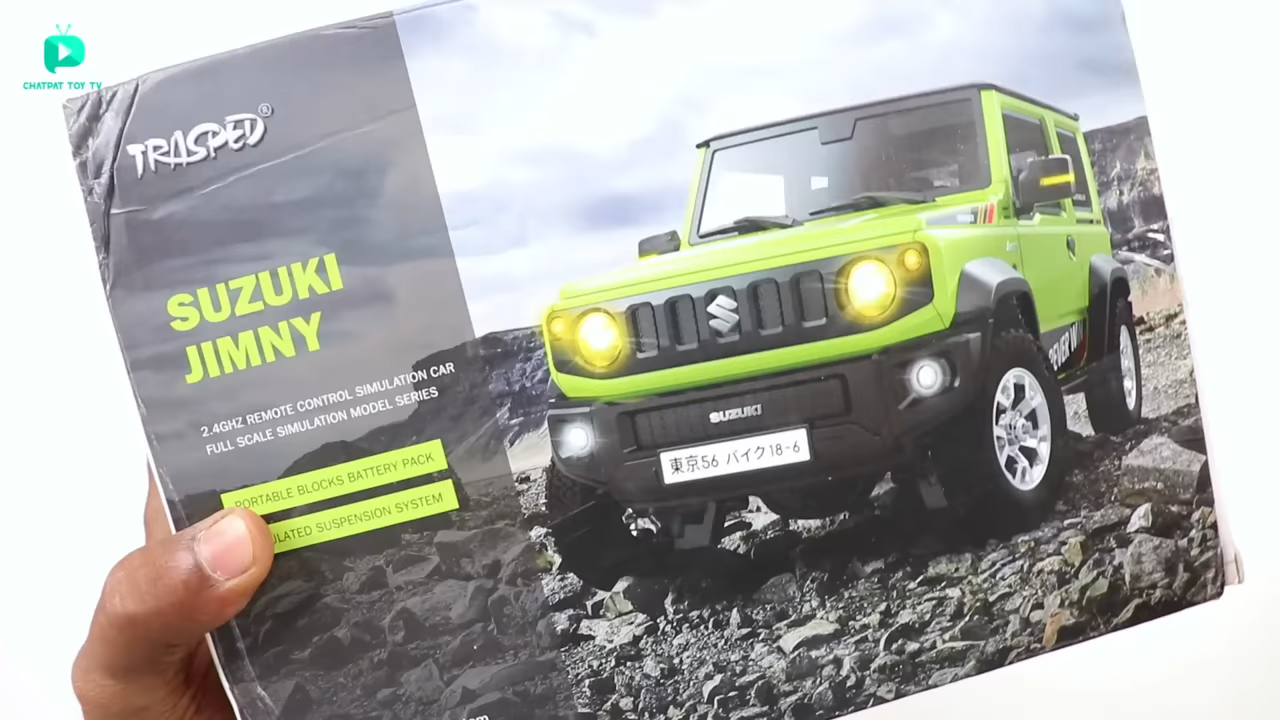 CHATPAT TOY TV
TRASPED®
SUZUKI
JIMNY
2.4GHZ REMOTE CONTROL SIMULATION CAR
FULL SCALE SIMULATION MODEL SERIES
PORTABLE BLOCKS BATTERY PACK
SUSPENSION SYSTEM
SUZUKI
東京56 バイク18-6